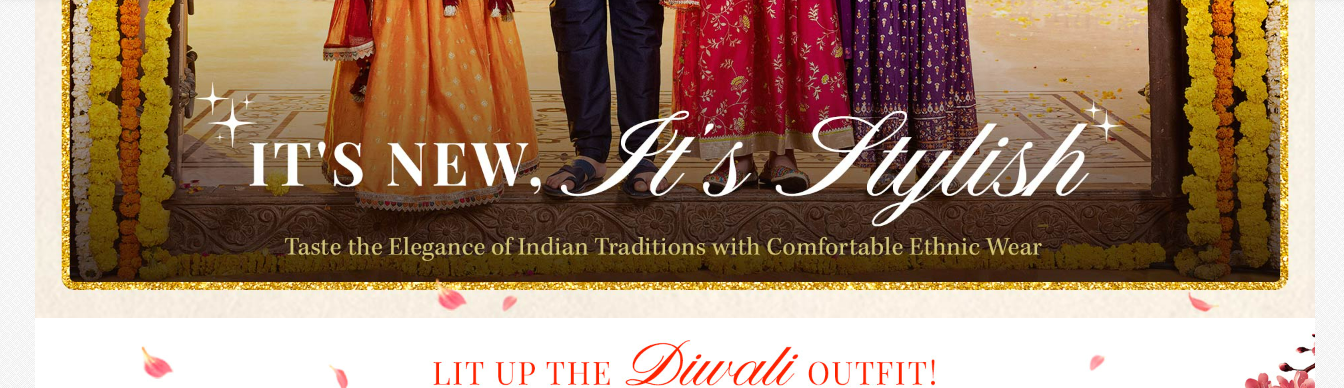 IT'S NEW, It's Stylish
Taste the Elegance of Indian Traditions with Comfortable Ethnic Wear
LIT UP THE Diwali OUTFIT!